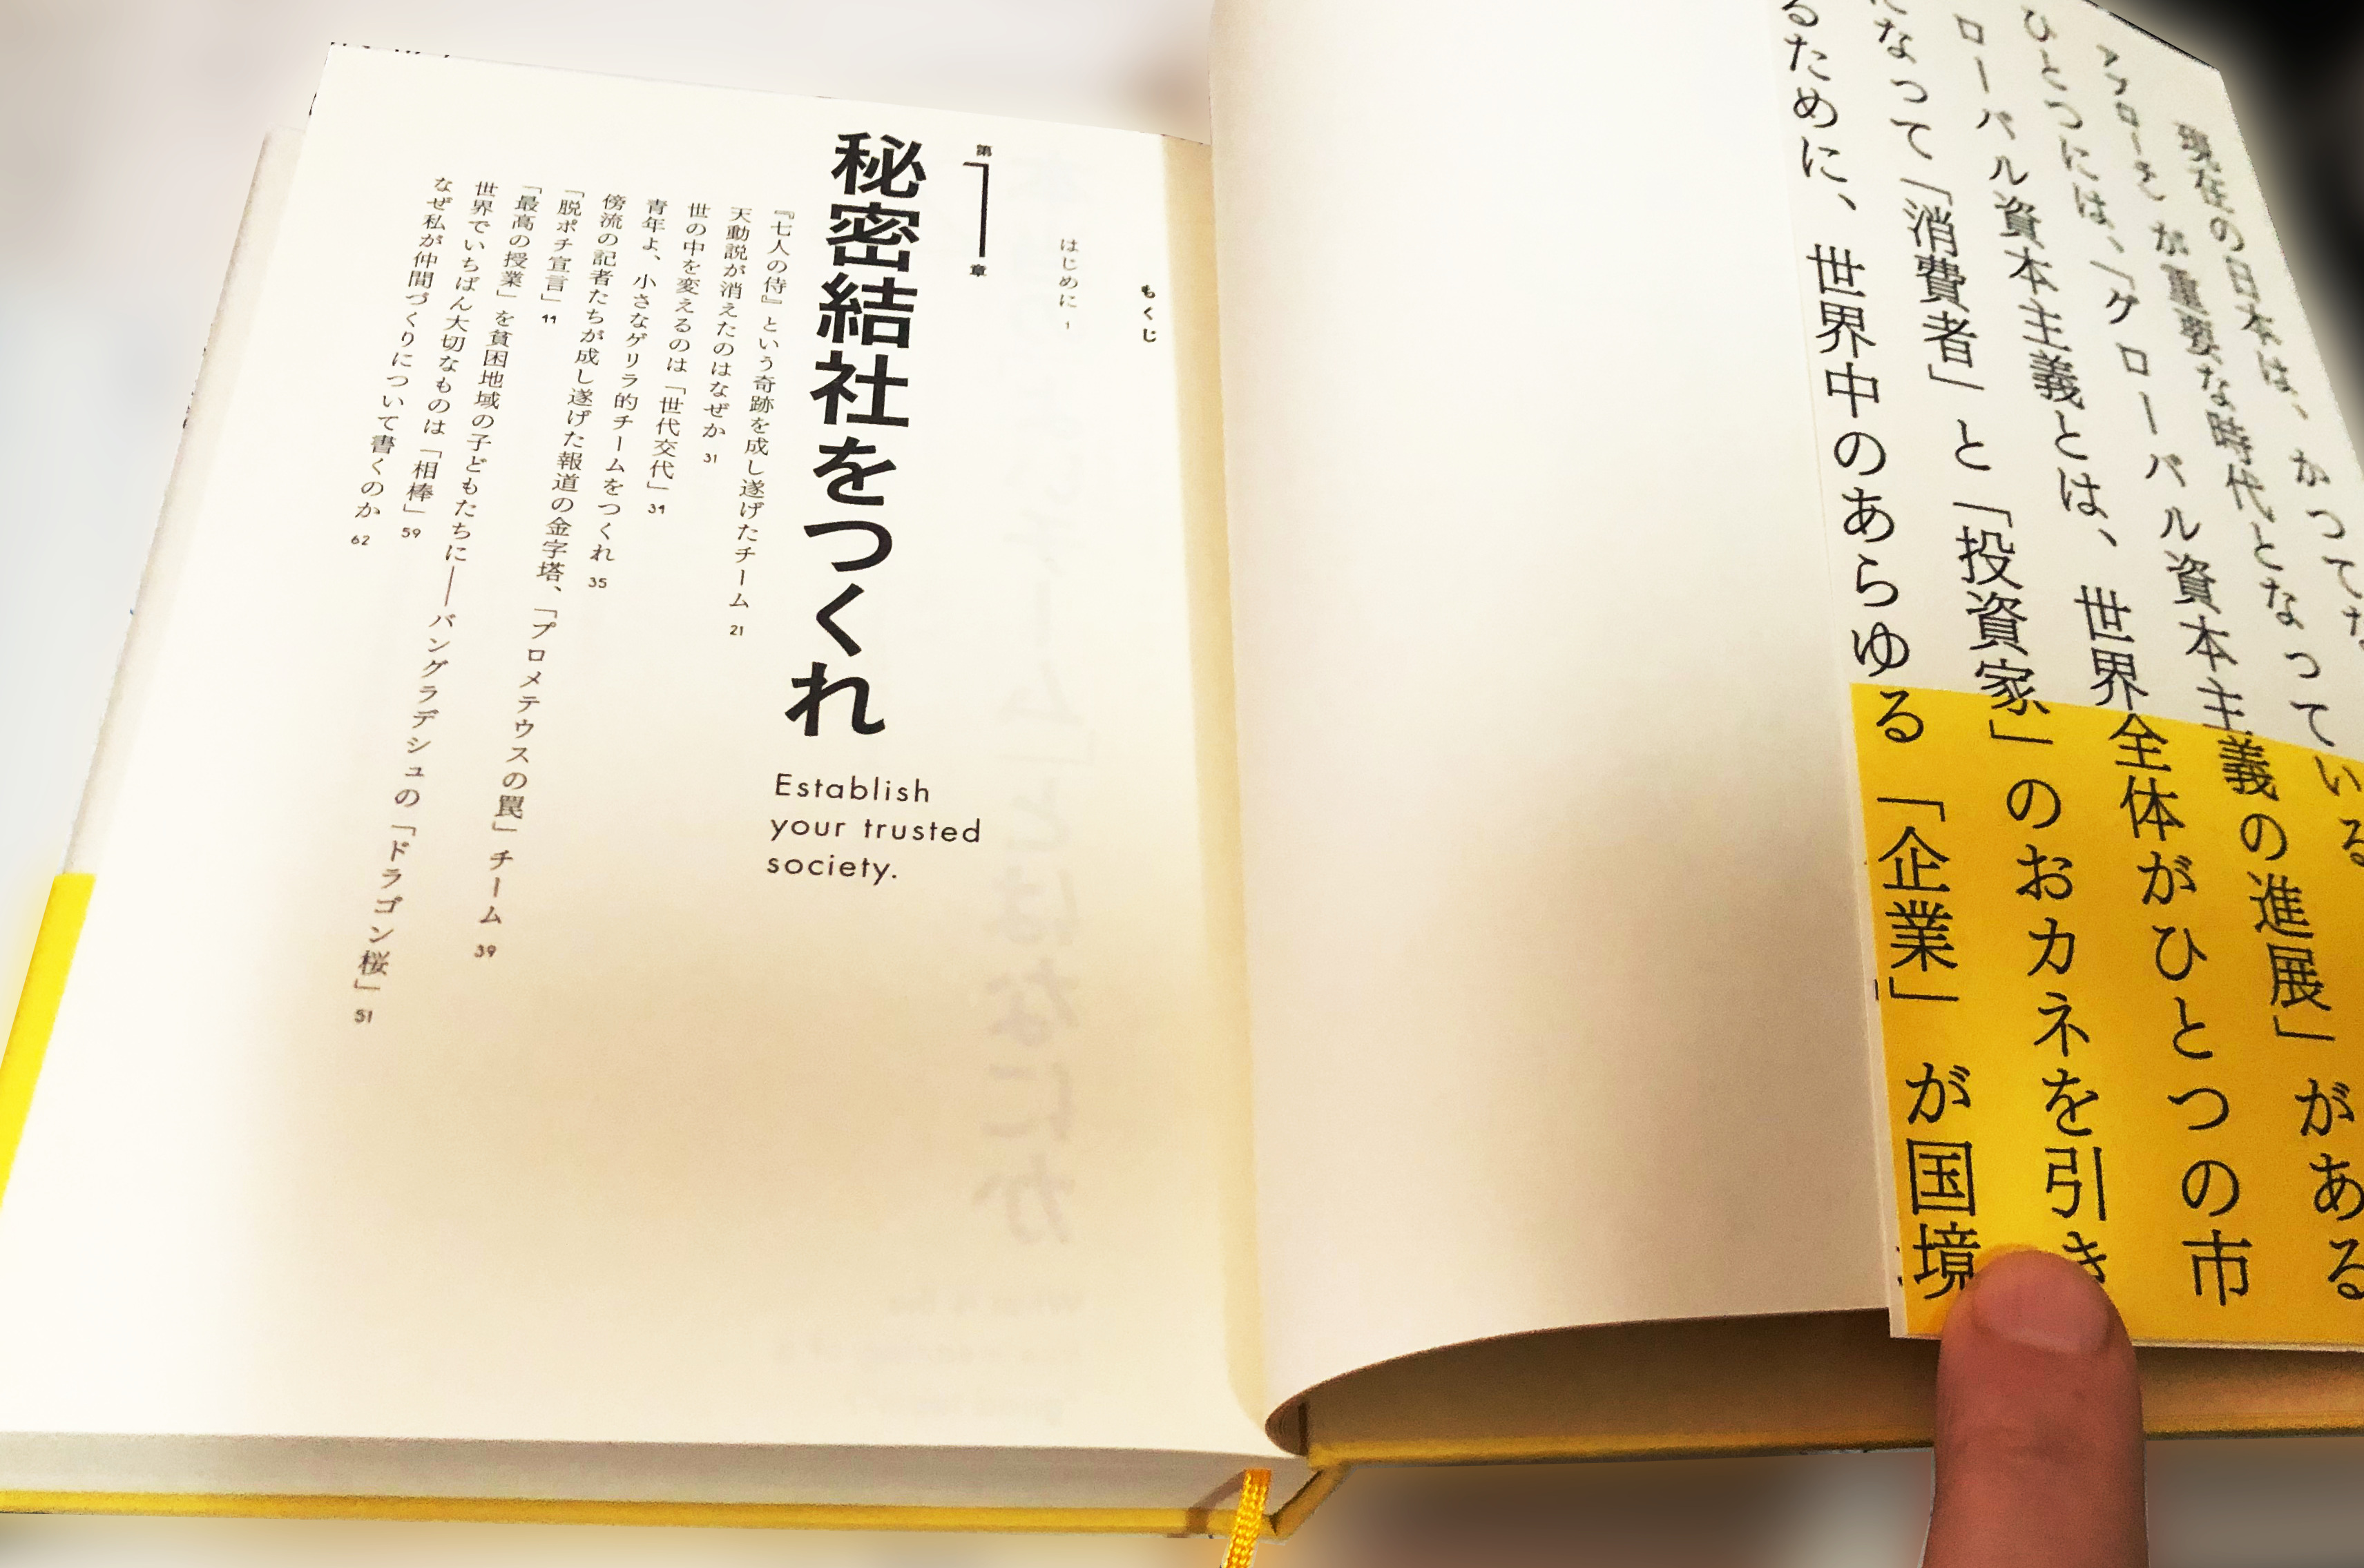 現在の日本は、かつて
が重要な時代となっている
ひとつには、「グローバル資本主義の進展」がある
ローバル資本主義とは、世界全体がひとつの市
になって「消費者」と「投資家」のおカネを引き
るために、世界中のあらゆる「企業」が国境
もくじ
はじめに 1
第1章
秘密結社をつくれ
Establish
your trusted
society.
『七人の侍』という奇跡を成し遂げたチーム 21
天動説が消えたのはなぜか 31
世の中を変えるのは「世代交代」 34
青年よ、小さなゲリラ的チームをつくれ 35
傍流の記者たちが成し遂げた報道の金字塔、「プロメテウスの罠」チーム 39
「脱ポチ宣言」 44
「最高の授業」を貧困地域の子どもたちに——バングラデシュの「ドラゴン桜」 51
世界でいちばん大切なものは「相棒」 59
なぜ私が仲間づくりについて書くのか 62